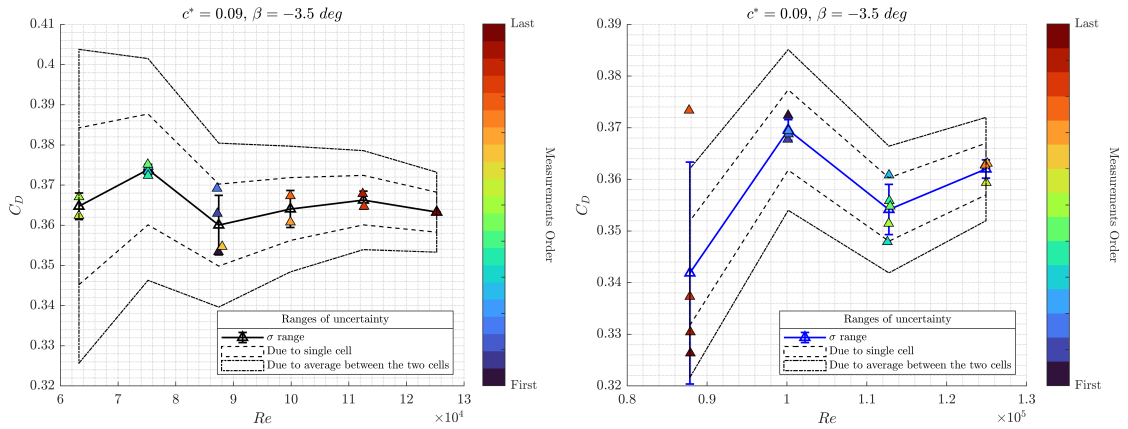 c* = 0.09, β = −3.5 deg
0.41
0.4
0.39
0.38
0.37
0.36
0.35
0.34
0.33
0.32
C_D
6
7
8
9
10
11
12
13
×10⁴
Re
Ranges of uncertainty
σ range
Due to single cell
Due to average between the two cells
Last
Measurements Order
First
c* = 0.09, β = −3.5 deg
0.39
0.38
0.37
0.36
0.35
0.34
0.33
0.32
C_D
0.8
0.9
1
1.1
1.2
1.3
×10⁵
Re
Ranges of uncertainty
σ range
Due to single cell
Due to average between the two cells
Last
Measurements Order
First